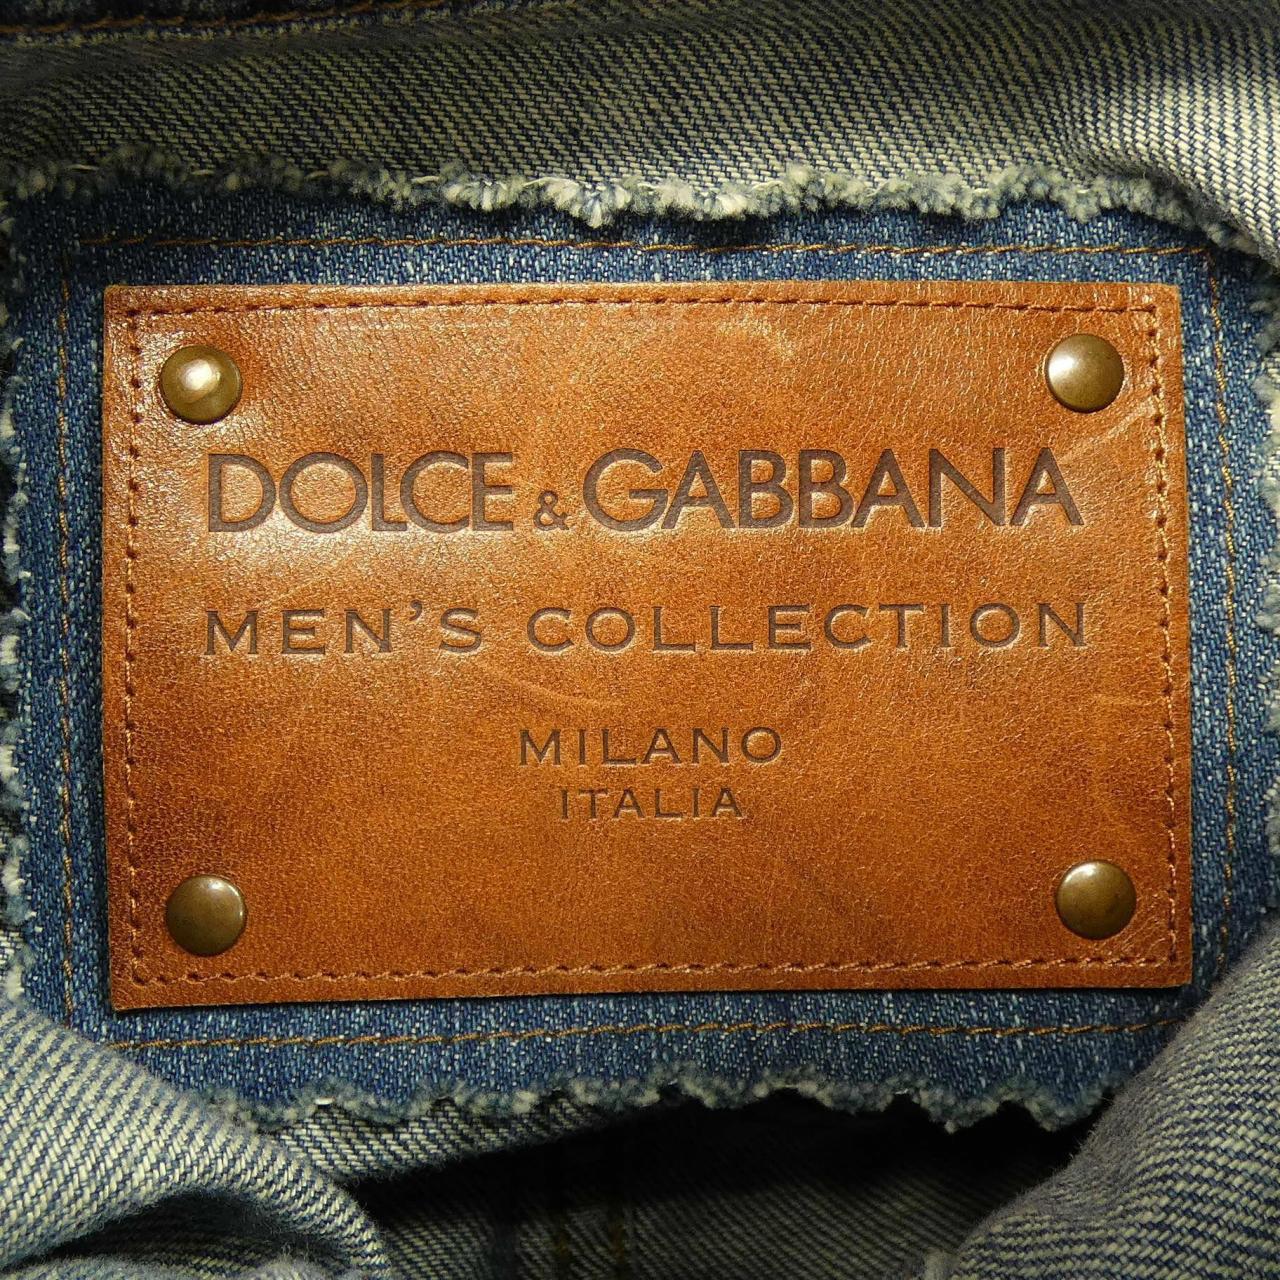 DOLCE & GABBANA
MEN'S COLLECTION
MILANO
ITALIA